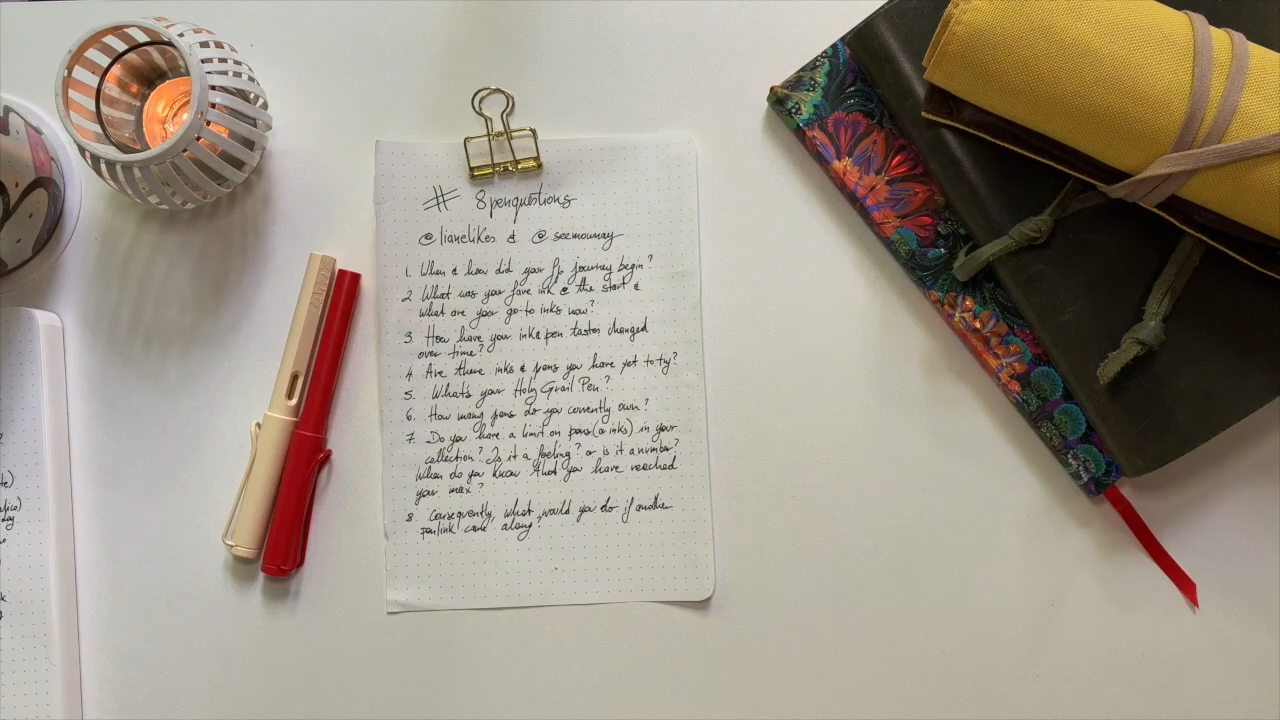 # 8penquestions
@lianelikes & @seemownay
1. When & how did your fp journey begin?
2 What was your fave ink @ the start &
what are your go-to inks now?
3. How have your ink & pen tastes changed
over time?
4. Are there inks & pens you have yet to try?
5. What's your Holy Grail Pen?
6. How many pens do you currently own?
7. Do you have a limit on pens (or inks) in your
collection? Is it a feeling? or is it a number?
When do you know that you have reached
your max?
8. Consequently, what would you do if another
pen/ink came along?
LAMY
te)
day